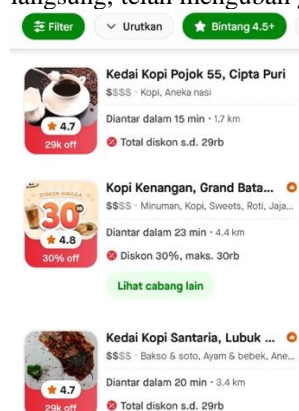 Filter
Urutkan
Bintang 4.5+
Kedai Kopi Pojok 55, Cipta Puri
$$$$ · Kopi, Aneka nasi
4.7
29k off
Diantar dalam 15 min · 1.7 km
Total diskon s.d. 29rb
Kopi Kenangan, Grand Bata...
$$$$ · Minuman, Kopi, Sweets, Roti, Jaja...
DISKON HINGGA
30
4.8
30% off
Diantar dalam 23 min · 4.4 km
Diskon 30%, maks. 30rb
Lihat cabang lain
Kedai Kopi Santaria, Lubuk ...
$$$$ · Bakso & soto, Ayam & bebek, Ane...
4.7
29k off
Diantar dalam 20 min · 3.4 km
Total diskon s.d. 29rb